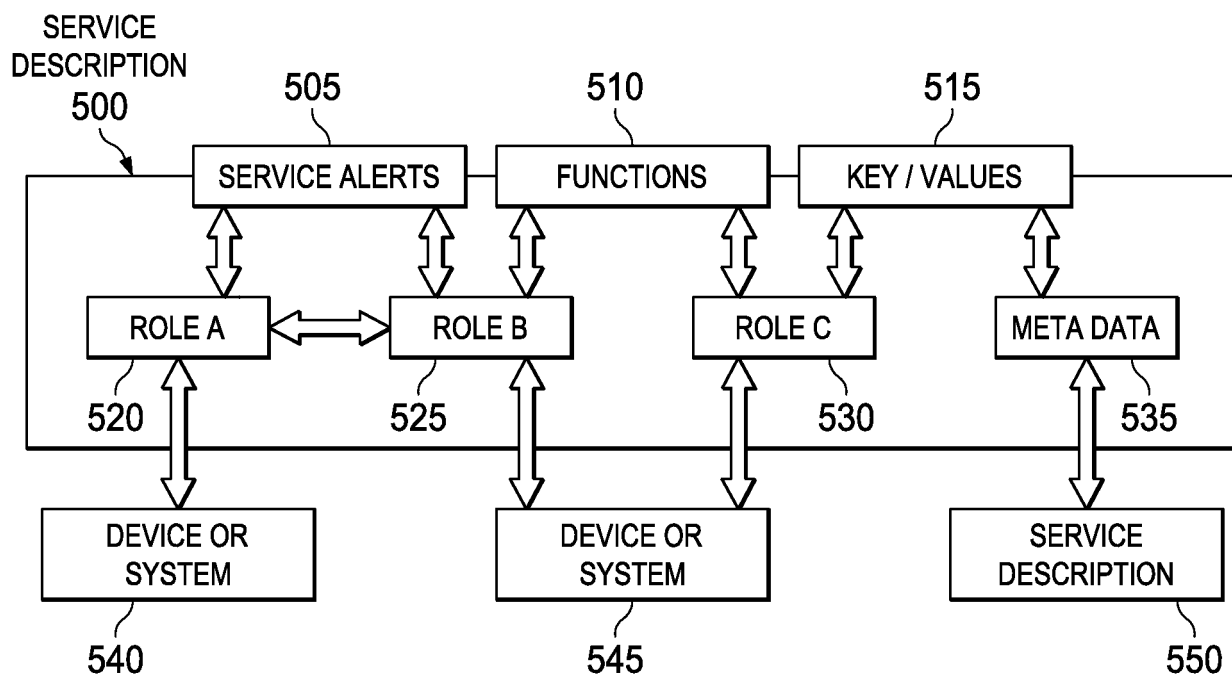 SERVICE
DESCRIPTION
500
505
510
515
SERVICE ALERTS
FUNCTIONS
KEY / VALUES
ROLE A
ROLE B
ROLE C
META DATA
520
525
530
535
DEVICE OR
SYSTEM
DEVICE OR
SYSTEM
SERVICE
DESCRIPTION
540
545
550